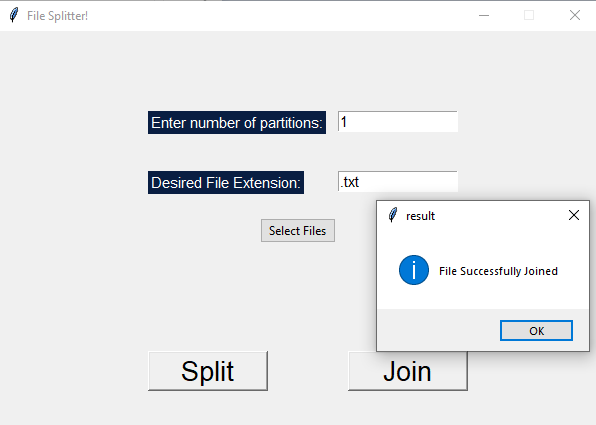 File Splitter!
Enter number of partitions:
1
Desired File Extension:
.txt
Select Files
result
File Successfully Joined
OK
Split
Join